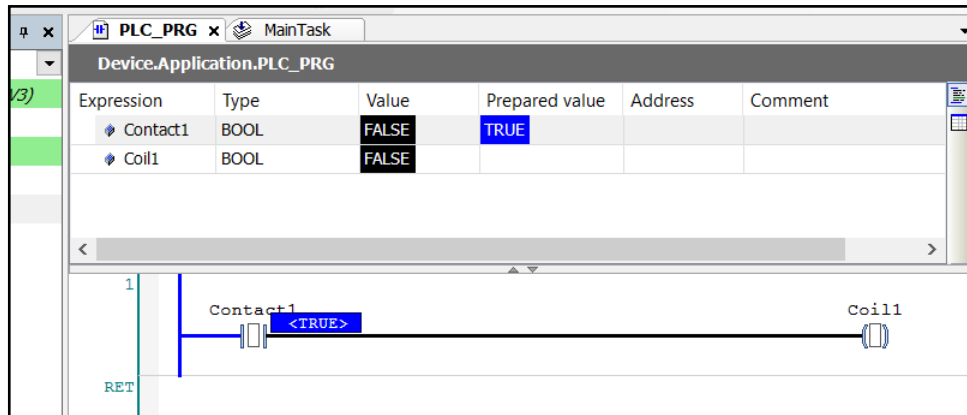 PLC_PRG x MainTask
Device.Application.PLC_PRG
V3)
Expression Type Value Prepared value Address Comment
Contact1 BOOL FALSE TRUE
Coil1 BOOL FALSE
1
Contact1 Coil1
<TRUE>
RET